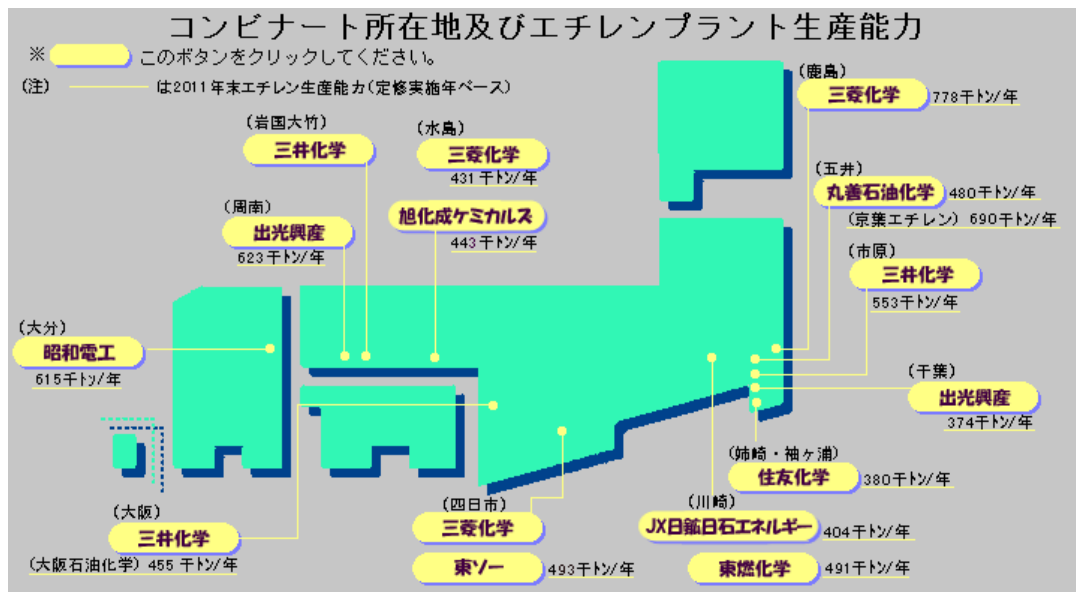 コンビナート所在地及びエチレンプラント生産能力
※ このボタンをクリックしてください。
(注) は2011年末エチレン生産能力(定修実施年ベース)
(鹿島)
三菱化学 778千トン/年
(岩国大竹)
三井化学
(水島)
三菱化学
431千トン/年
旭化成ケミカルズ
443千トン/年
(五井)
丸善石油化学 480千トン/年
(京葉エチレン) 690千トン/年
(周南)
出光興産
623千トン/年
(市原)
三井化学
553千トン/年
(大分)
昭和電工
615千トン/年
(千葉)
出光興産
374千トン/年
(姉崎・袖ヶ浦)
住友化学 380千トン/年
(大阪)
三井化学
(大阪石油化学) 455千トン/年
(四日市)
三菱化学
東ソー 493千トン/年
(川崎)
JX日鉱日石エネルギー 404千トン/年
東燃化学 491千トン/年